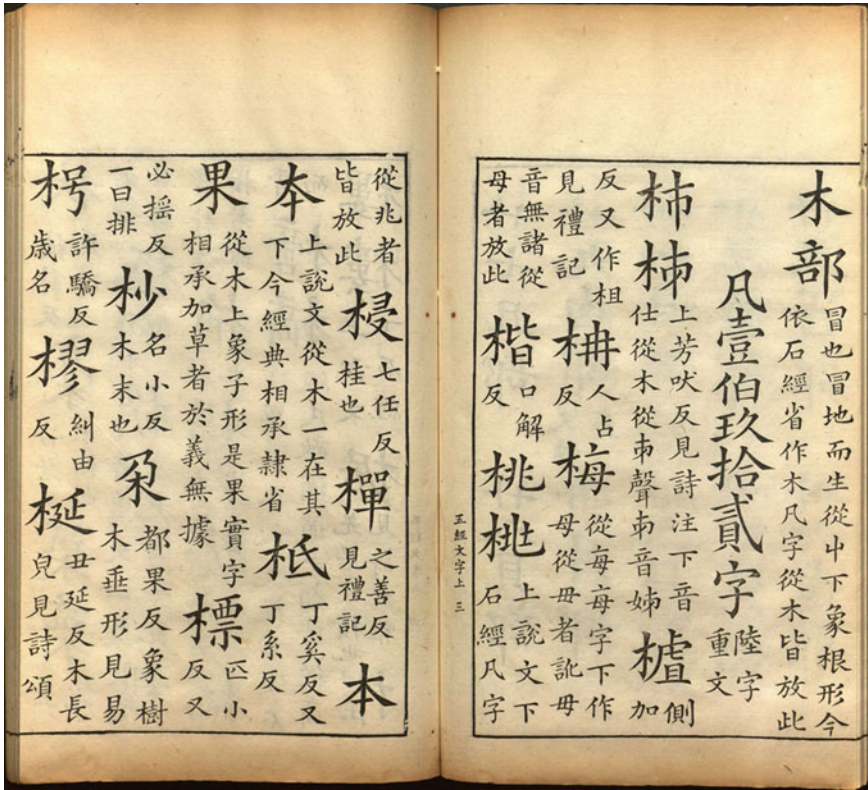 木部冒也冒地而生從屮下象根形今依石經省作木凡字從木皆放此
凡壹伯玖拾貳字陸字重文
杮柹上芳吠反見詩注下音仕從木從𠂔聲𠂔音姊樝側加
反又作柤見禮記枏人占反梅從每每字下作母從毋者訛毋
音無諸從母者放此楷口解反桃𣑯上說文下石經凡字
五經文字上 三
從兆者皆放此梫七任反桂也樿之善反見禮記本
夲上說文從木一在其下今經典相承隸省柢丁奚反又丁系反
果從木上象子形是果實字相承加草者於義無據標匹小反又
必搖反一曰排杪名小反木末也朶都果反象樹木垂形見易
枵許驕反歲名樛糾由反梴丑延反木長皃見詩頌